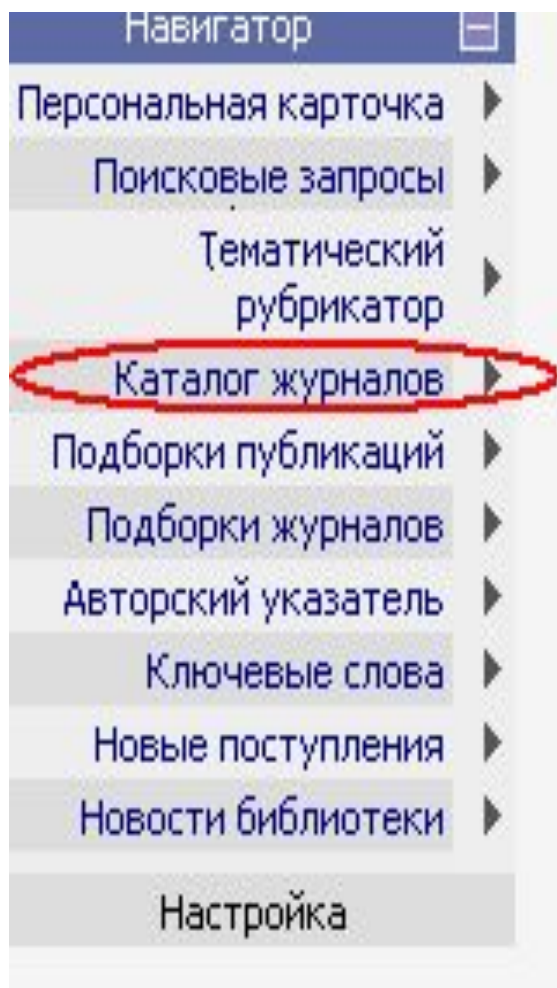 Навигатор
Персональная карточка
Поисковые запросы
Тематический
рубрикатор
Каталог журналов
Подборки публикаций
Подборки журналов
Авторский указатель
Ключевые слова
Новые поступления
Новости библиотеки
Настройка